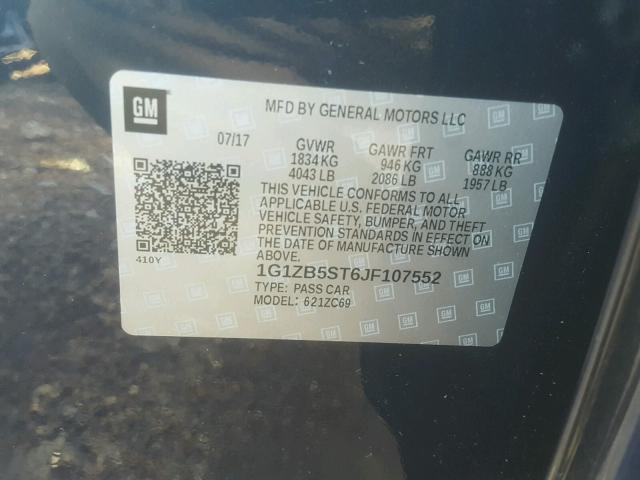 GM
MFD BY GENERAL MOTORS LLC
07/17
GVWR GAWR FRT GAWR RR
1834 KG 946 KG 888 KG
4043 LB 2086 LB 1957 LB
THIS VEHICLE CONFORMS TO ALL
APPLICABLE U.S. FEDERAL MOTOR
VEHICLE SAFETY, BUMPER, AND THEFT
PREVENTION STANDARDS IN EFFECT ON
THE DATE OF MANUFACTURE SHOWN
ABOVE.
410Y
1G1ZB5ST6JF107552
TYPE: PASS CAR
MODEL: 621ZC69